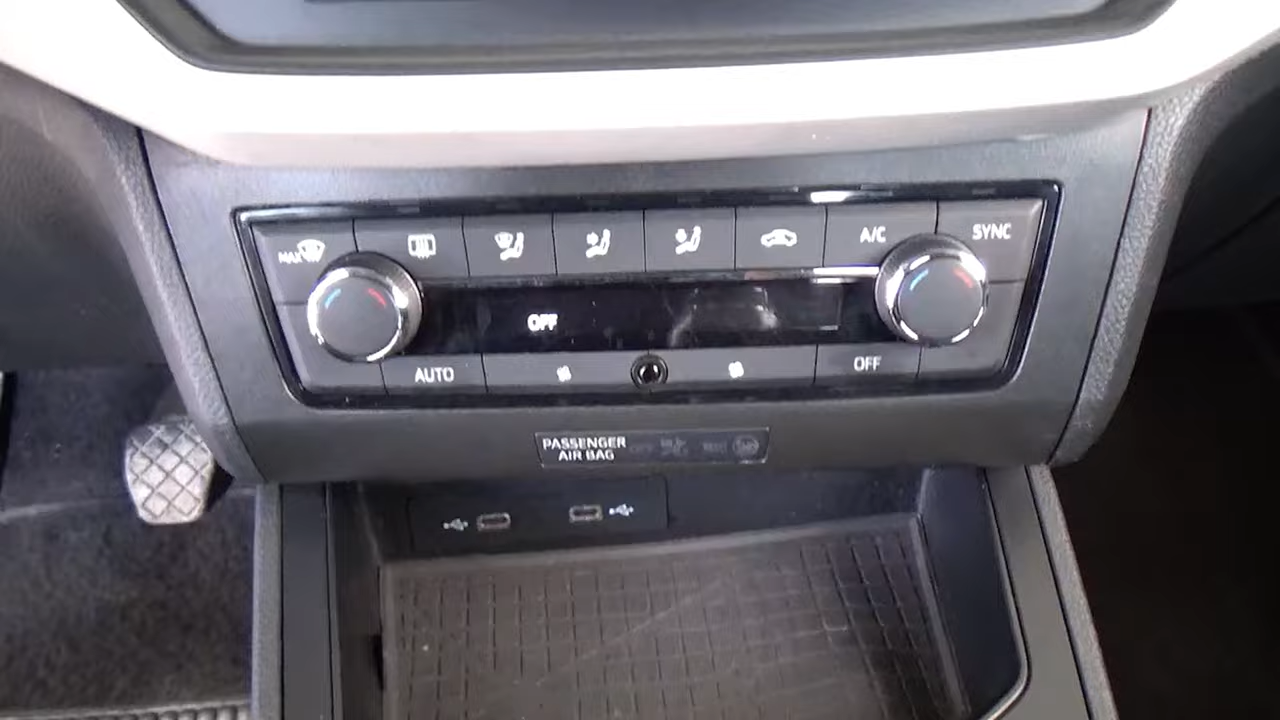 MAX
A/C
SYNC
OFF
AUTO
OFF
PASSENGER
AIR BAG